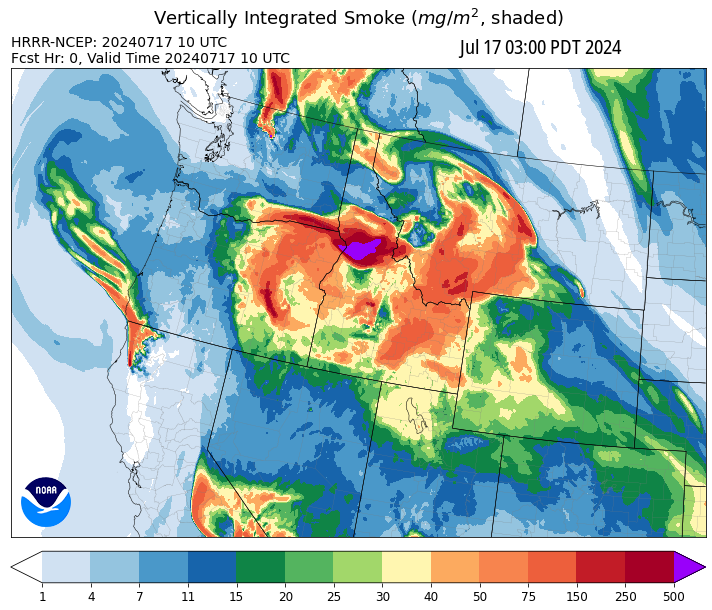 Vertically Integrated Smoke (mg/m², shaded)
HRRR-NCEP: 20240717 10 UTC
Jul 17 03:00 PDT 2024
Fcst Hr: 0, Valid Time 20240717 10 UTC
NOAA
1 4 7 11 15 20 25 30 40 50 75 150 250 500